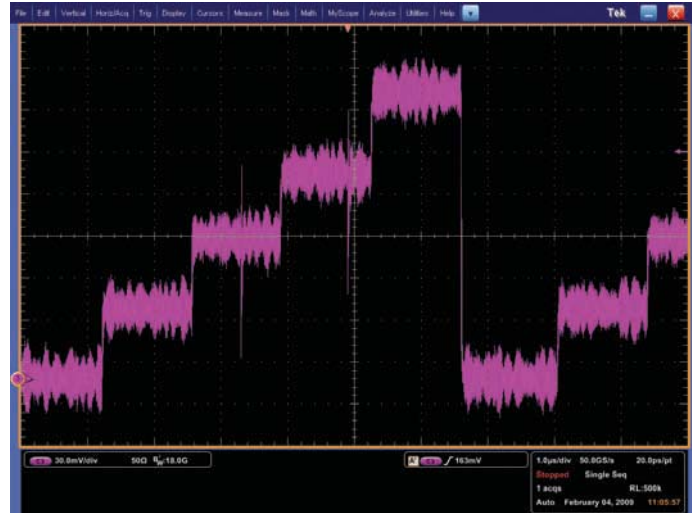 File Edit Vertical Horiz/Acq Trig Display Cursors Measure Mask Math MyScope Analyze Utilities Help Tek
30.0mV/div 50Ω 18.0G
A' 163mV
1.0µs/div 50.0GS/s 20.0ps/pt
Stopped Single Seq
1 acqs RL:500k
Auto February 04, 2009 11:05:57